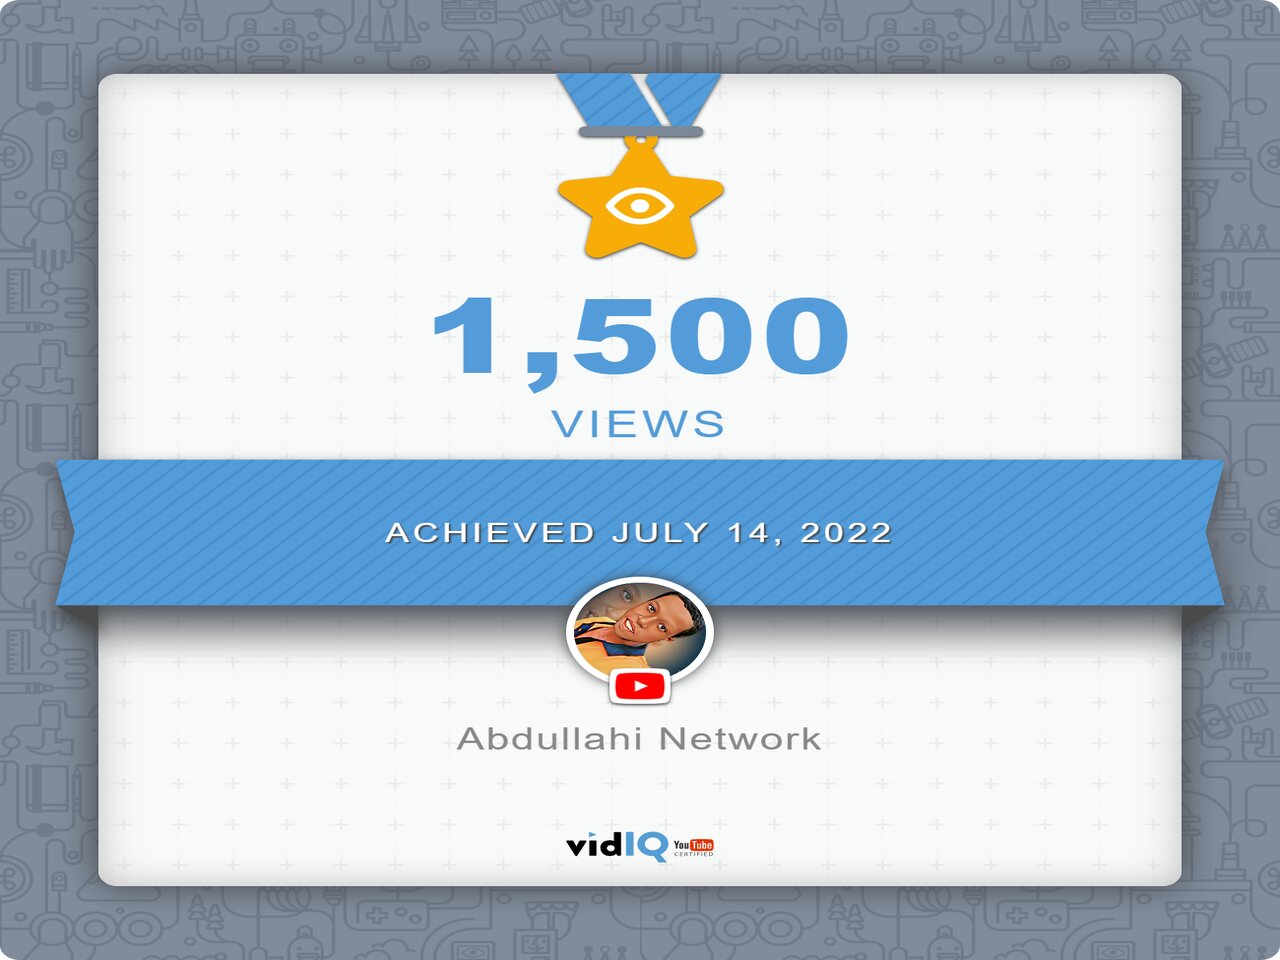 1,500
VIEWS
ACHIEVED JULY 14, 2022
Abdullahi Network
vidIQ YouTube
CERTIFIED